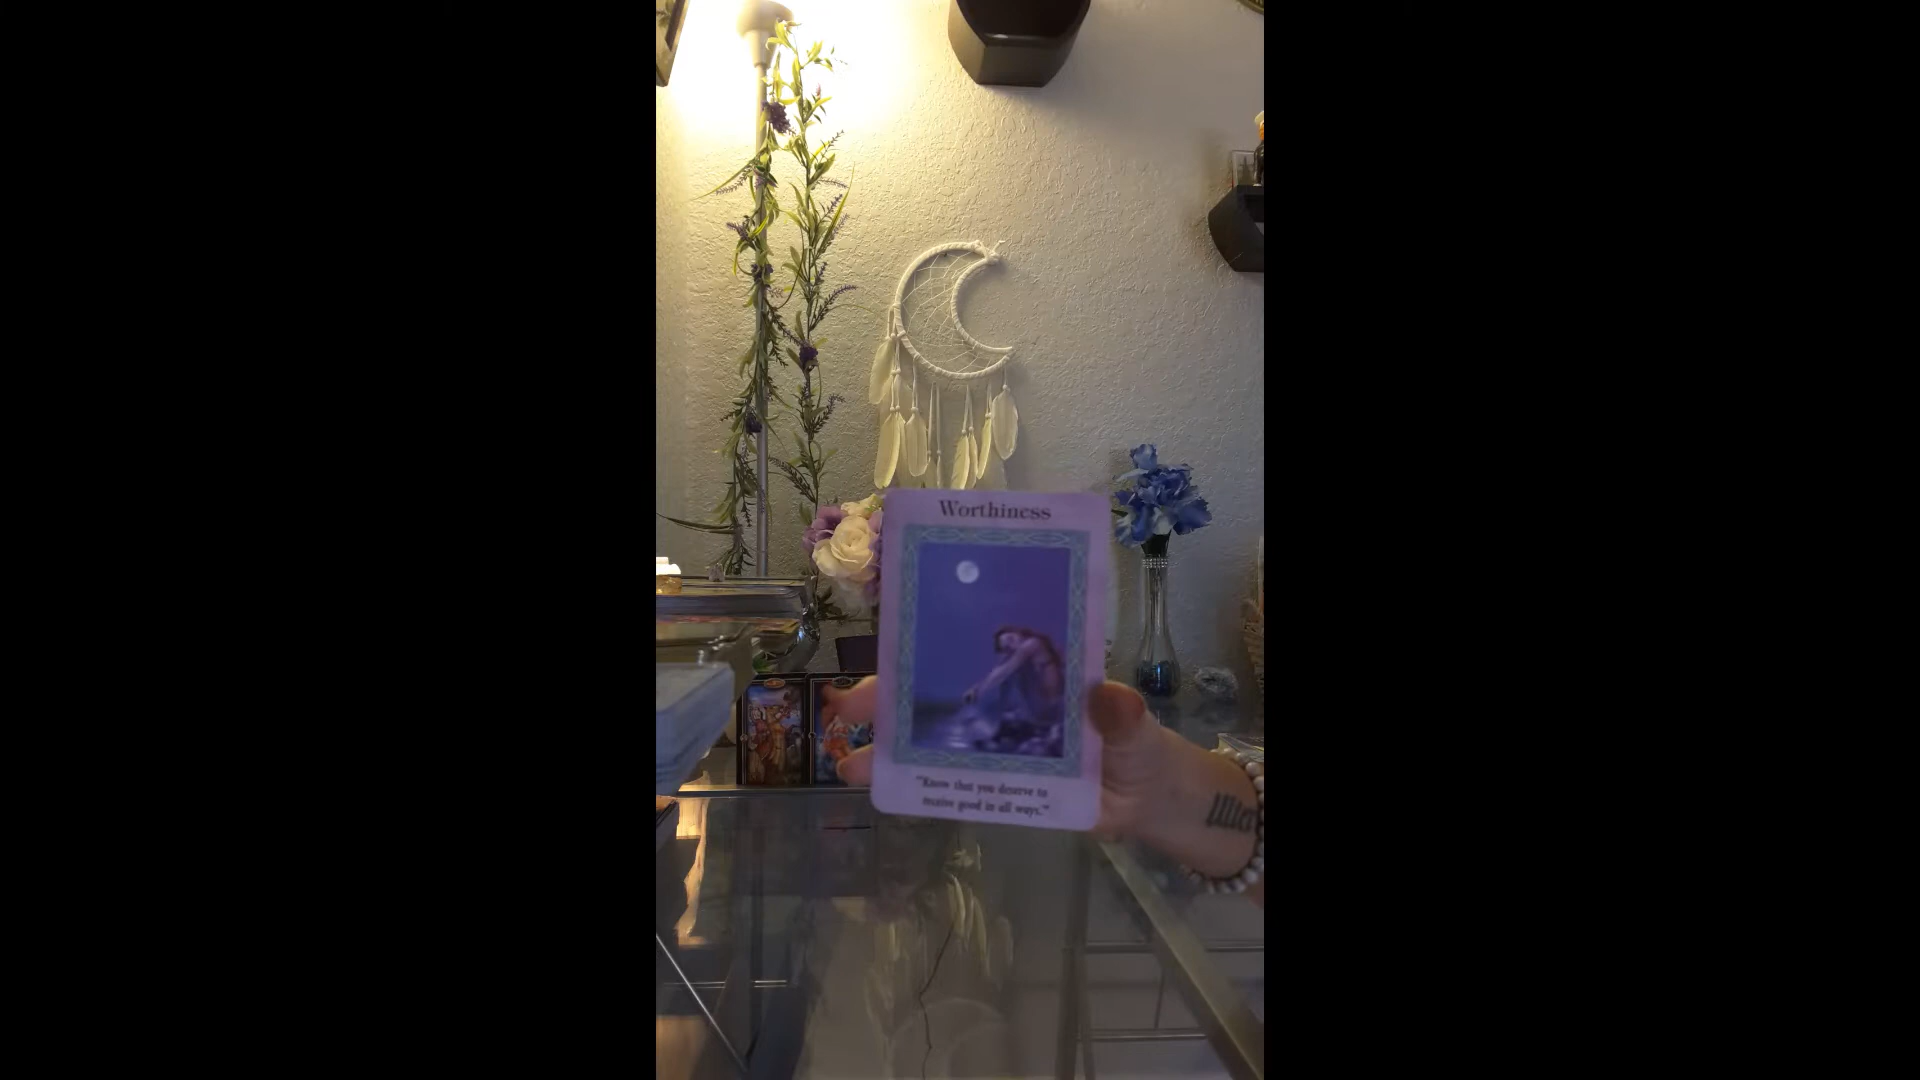 Worthiness
"Know that you deserve to
receive good in all ways."